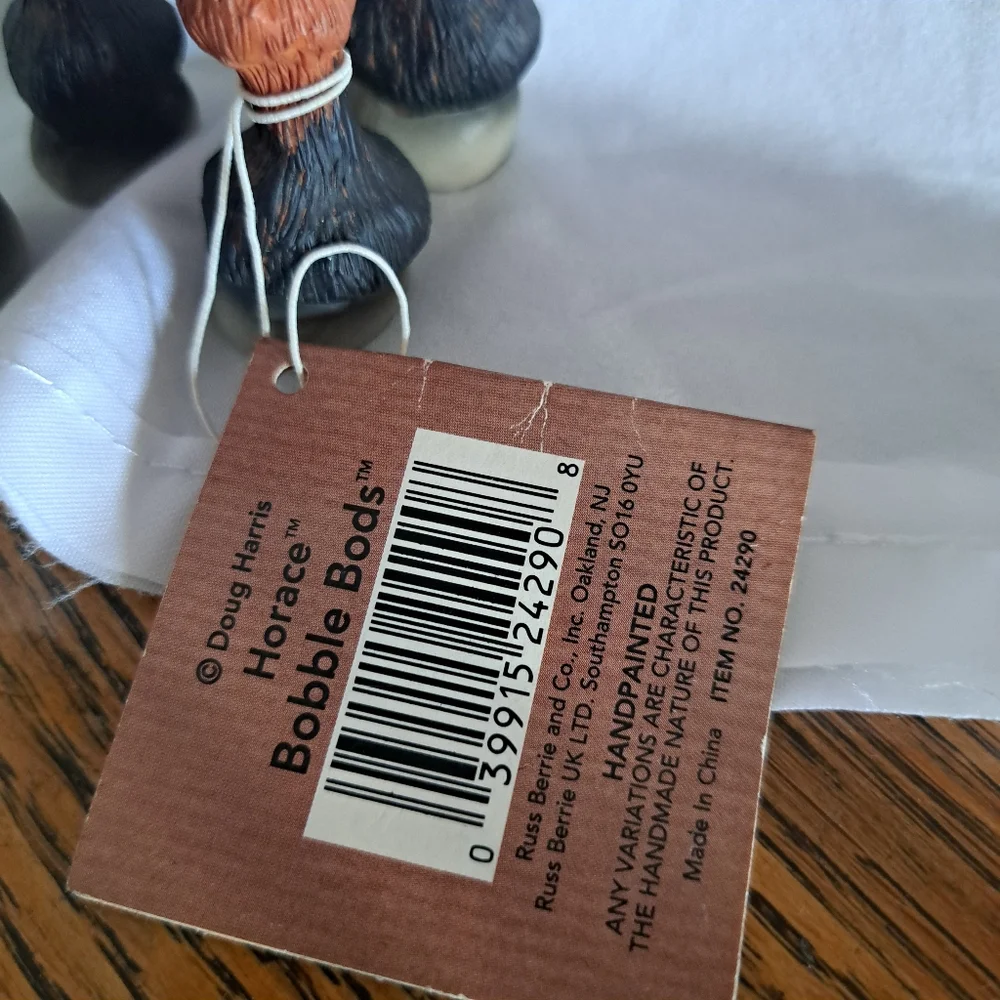 © Doug Harris
Horace™
Bobble Bods™
0 39915 24290 8
Russ Berrie and Co., Inc. Oakland, NJ
Russ Berrie UK LTD. Southampton SO16 0YU
HANDPAINTED
ANY VARIATIONS ARE CHARACTERISTIC OF
THE HANDMADE NATURE OF THIS PRODUCT.
Made In China ITEM NO. 24290